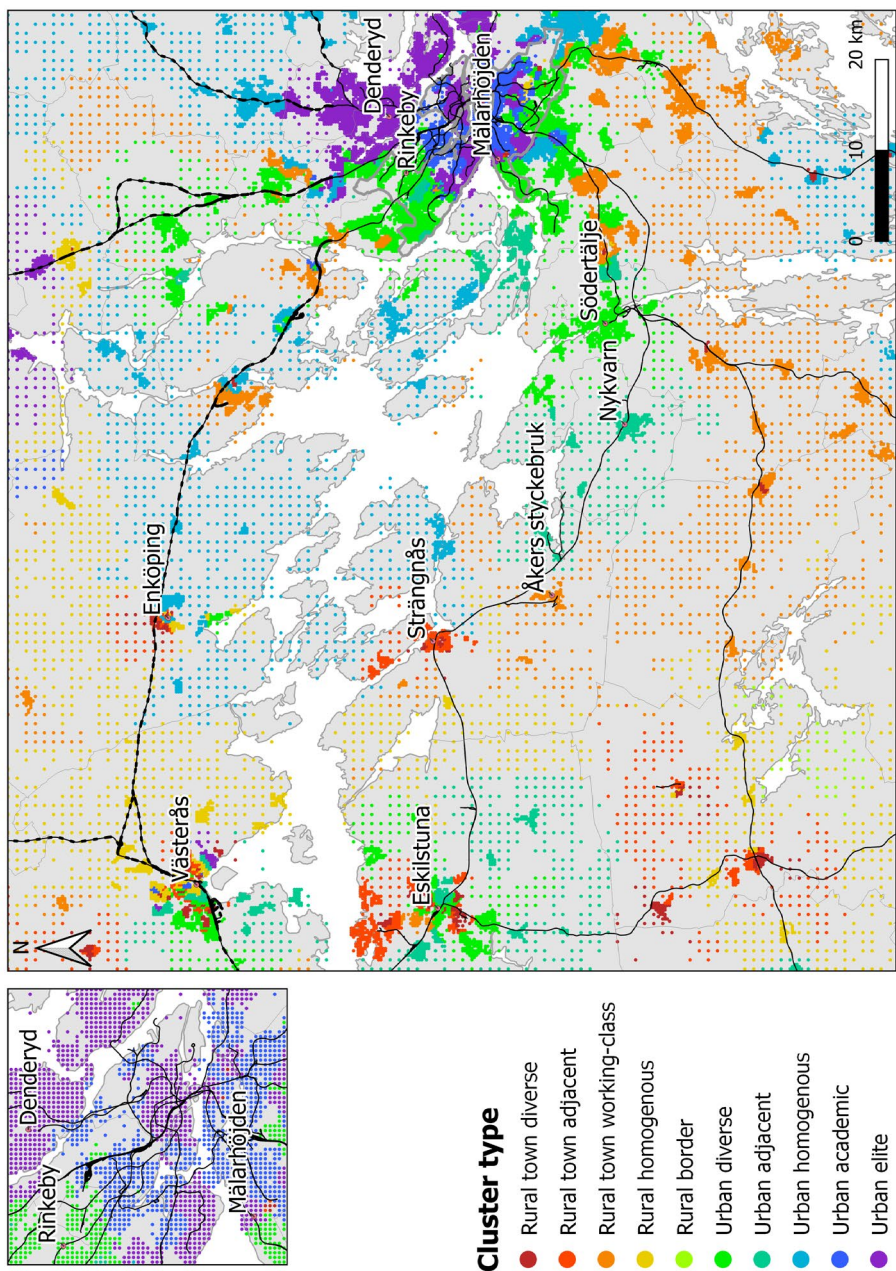 Denderyd
Rinkeby
Mälarhöjden
N
Västerås
Enköping
Eskilstuna
Strängnås
Åkers styckebruk
Nykvarn
Södertälje
Denderyd
Rinkeby
Mälarhöjden
0
10
20 km
Cluster type
Rural town diverse
Rural town adjacent
Rural town working-class
Rural homogenous
Rural border
Urban diverse
Urban adjacent
Urban homogenous
Urban academic
Urban elite